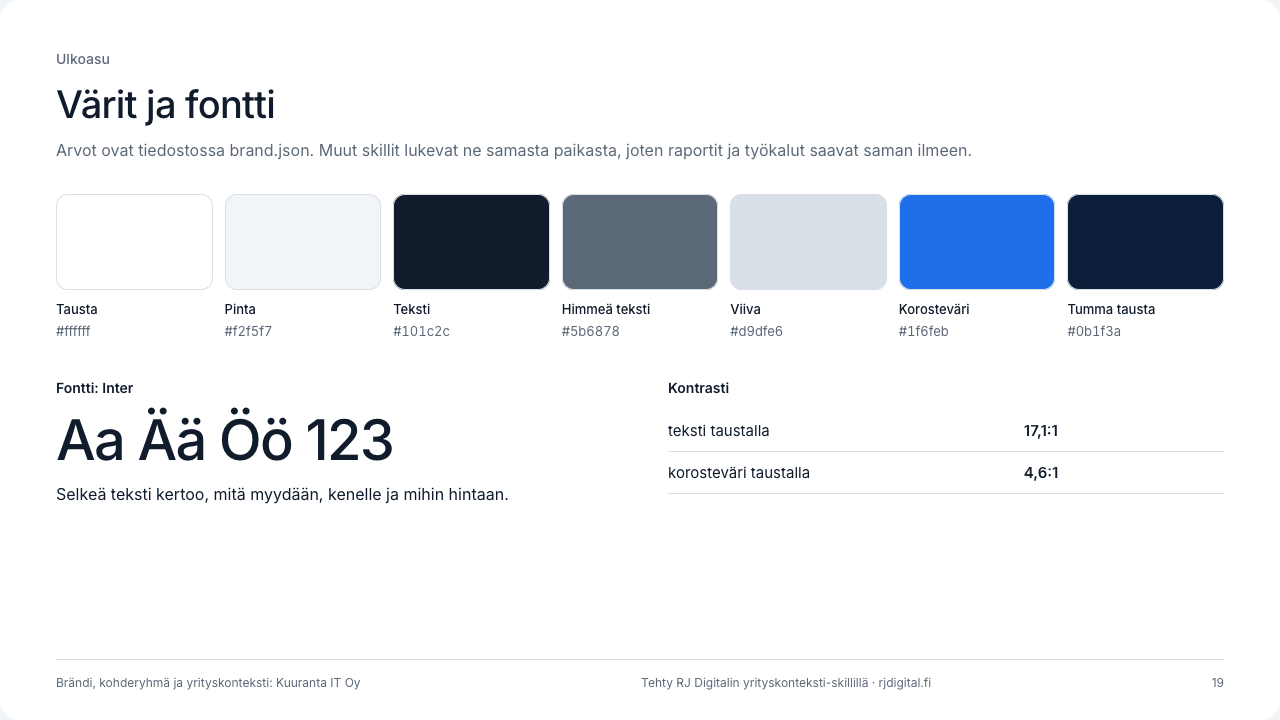 Ulkoasu
Värit ja fontti
Arvot ovat tiedostossa brand.json. Muut skillit lukevat ne samasta paikasta, joten raportit ja työkalut saavat saman ilmeen.
Tausta
#ffffff
Pinta
#f2f5f7
Teksti
#101c2c
Himmeä teksti
#5b6878
Viiva
#d9dfe6
Korosteväri
#1f6feb
Tumma tausta
#0b1f3a
Fontti: Inter
Aa Ää Öö 123
Selkeä teksti kertoo, mitä myydään, kenelle ja mihin hintaan.
Kontrasti
teksti taustalla 17,1:1
korosteväri taustalla 4,6:1
Brändi, kohderyhmä ja yrityskonteksti: Kuuranta IT Oy
Tehty RJ Digitalin yrityskonteksti-skillillä · rjdigital.fi
19